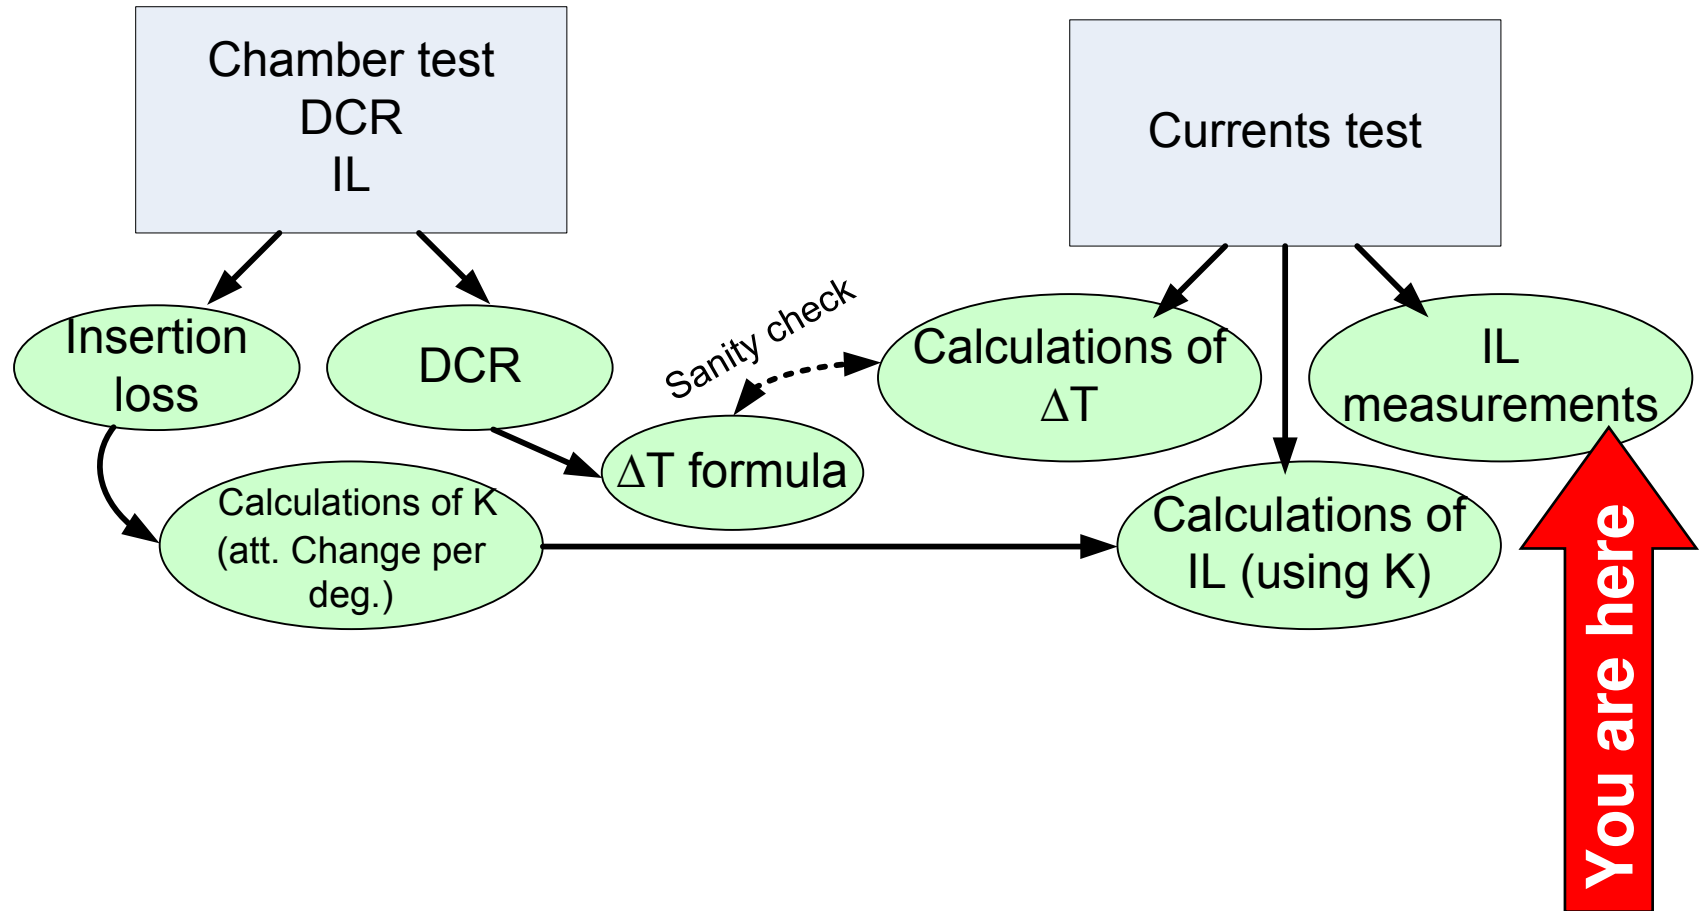 Chamber test
DCR
IL
Currents test
Insertion
loss
DCR
Sanity check
Calculations of
ΔT
IL
measurements
ΔT formula
Calculations of K
(att. Change per
deg.)
Calculations of
IL (using K)
You are here